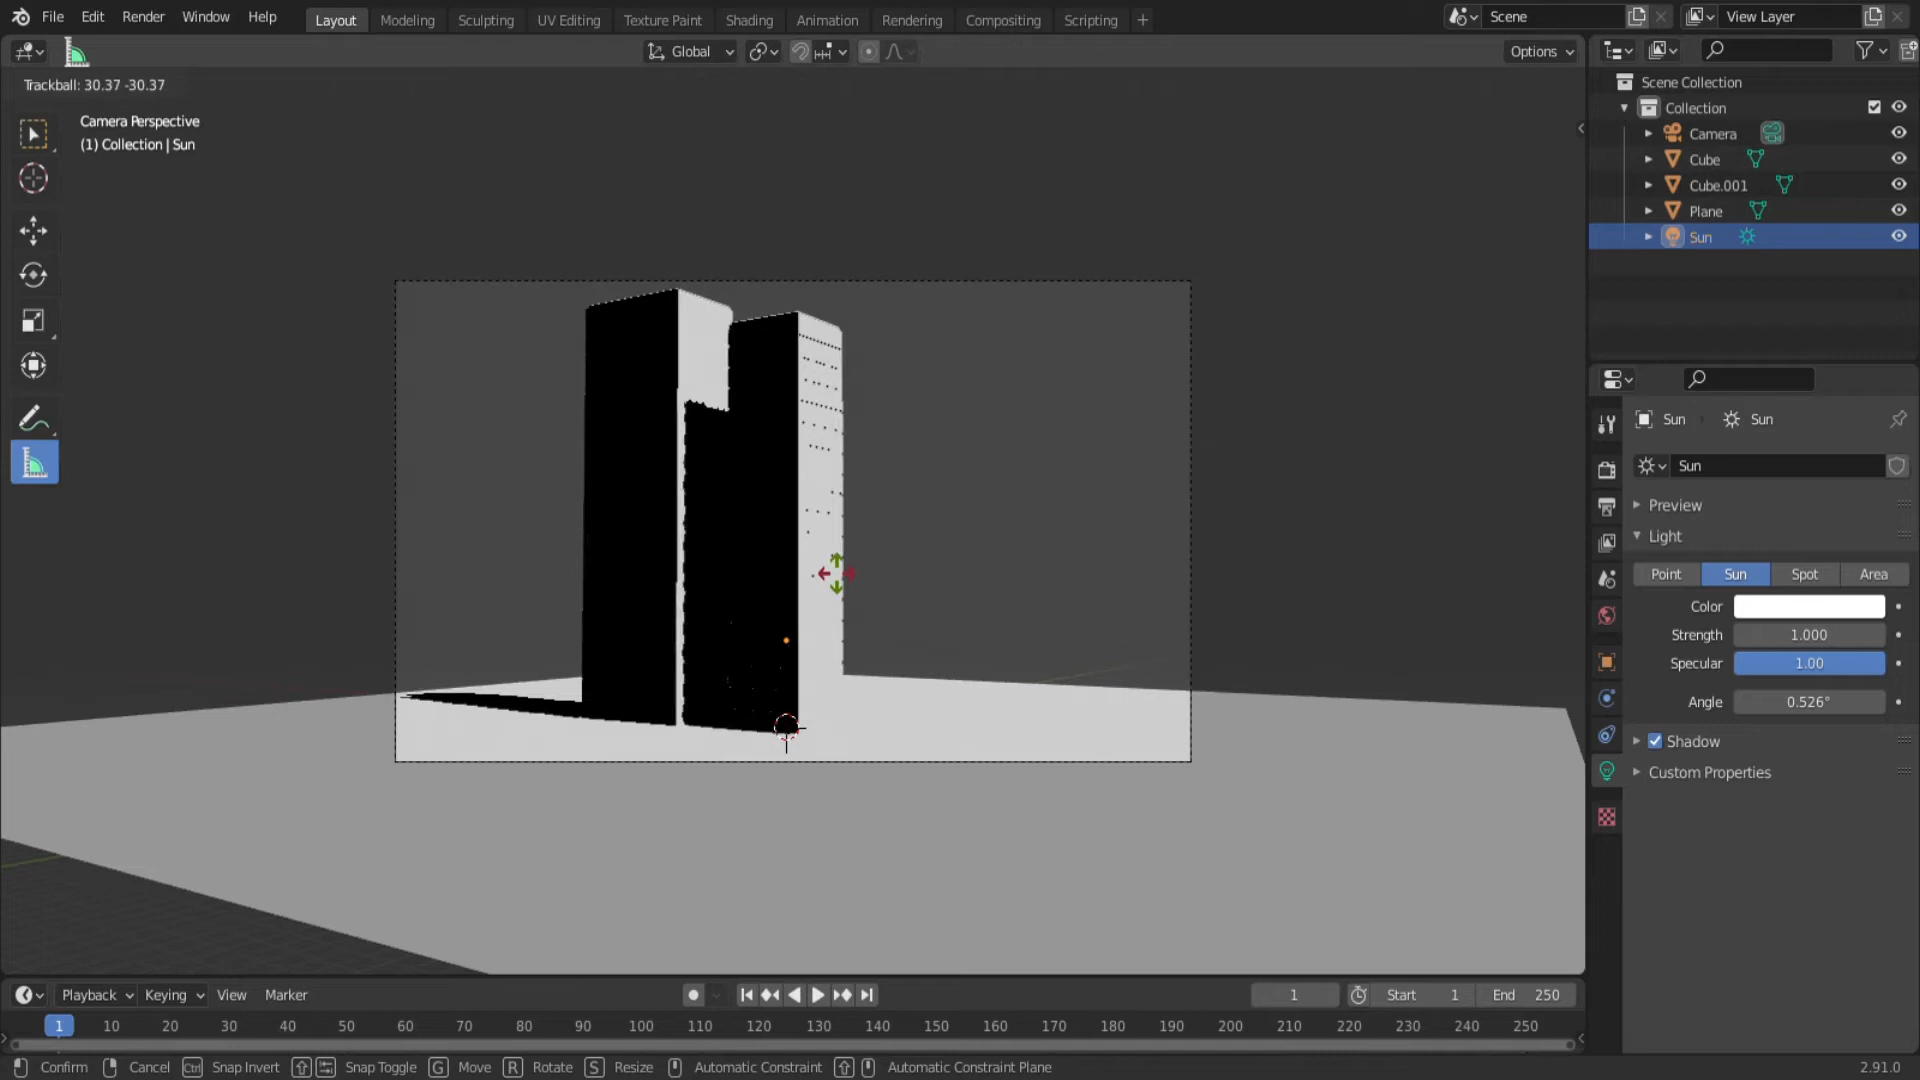 File Edit Render Window Help Layout Modeling Sculpting UV Editing Texture Paint Shading Animation Rendering Compositing Scripting + Scene View Layer
Global Options
Trackball: 30.37 -30.37
Camera Perspective
(1) Collection | Sun
Scene Collection
Collection
Camera
Cube
Cube.001
Plane
Sun
Sun Sun
Sun
Preview
Light
Point Sun Spot Area
Color
Strength 1.000
Specular 1.00
Angle 0.526°
Shadow
Custom Properties
Playback Keying View Marker 1 Start 1 End 250
1 10 20 30 40 50 60 70 80 90 100 110 120 130 140 150 160 170 180 190 200 210 220 230 240 250
Confirm Cancel Ctrl Snap Invert Snap Toggle G Move R Rotate S Resize Automatic Constraint Automatic Constraint Plane 2.91.0